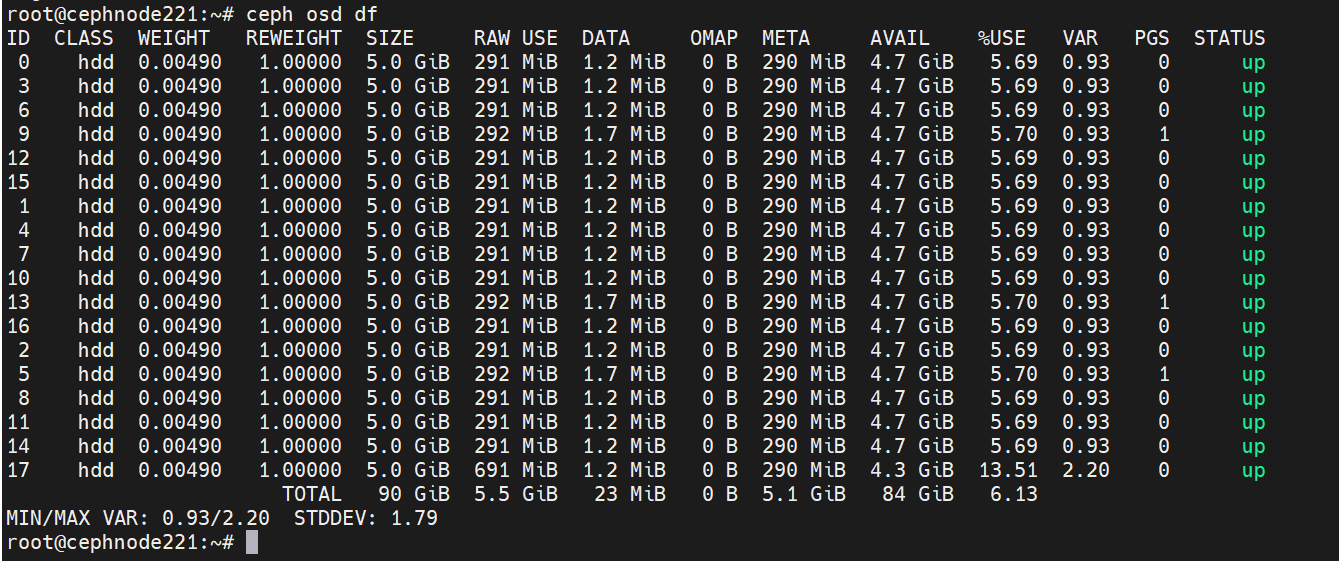 root@cephnode221:~# ceph osd df
ID  CLASS  WEIGHT   REWEIGHT  SIZE     RAW USE  DATA     OMAP  META     AVAIL    %USE   VAR   PGS  STATUS
 0    hdd  0.00490   1.00000  5.0 GiB  291 MiB  1.2 MiB   0 B  290 MiB  4.7 GiB   5.69  0.93    0      up
 3    hdd  0.00490   1.00000  5.0 GiB  291 MiB  1.2 MiB   0 B  290 MiB  4.7 GiB   5.69  0.93    0      up
 6    hdd  0.00490   1.00000  5.0 GiB  291 MiB  1.2 MiB   0 B  290 MiB  4.7 GiB   5.69  0.93    0      up
 9    hdd  0.00490   1.00000  5.0 GiB  292 MiB  1.7 MiB   0 B  290 MiB  4.7 GiB   5.70  0.93    1      up
12    hdd  0.00490   1.00000  5.0 GiB  291 MiB  1.2 MiB   0 B  290 MiB  4.7 GiB   5.69  0.93    0      up
15    hdd  0.00490   1.00000  5.0 GiB  291 MiB  1.2 MiB   0 B  290 MiB  4.7 GiB   5.69  0.93    0      up
 1    hdd  0.00490   1.00000  5.0 GiB  291 MiB  1.2 MiB   0 B  290 MiB  4.7 GiB   5.69  0.93    0      up
 4    hdd  0.00490   1.00000  5.0 GiB  291 MiB  1.2 MiB   0 B  290 MiB  4.7 GiB   5.69  0.93    0      up
 7    hdd  0.00490   1.00000  5.0 GiB  291 MiB  1.2 MiB   0 B  290 MiB  4.7 GiB   5.69  0.93    0      up
10    hdd  0.00490   1.00000  5.0 GiB  291 MiB  1.2 MiB   0 B  290 MiB  4.7 GiB   5.69  0.93    0      up
13    hdd  0.00490   1.00000  5.0 GiB  292 MiB  1.7 MiB   0 B  290 MiB  4.7 GiB   5.70  0.93    1      up
16    hdd  0.00490   1.00000  5.0 GiB  291 MiB  1.2 MiB   0 B  290 MiB  4.7 GiB   5.69  0.93    0      up
 2    hdd  0.00490   1.00000  5.0 GiB  291 MiB  1.2 MiB   0 B  290 MiB  4.7 GiB   5.69  0.93    0      up
 5    hdd  0.00490   1.00000  5.0 GiB  292 MiB  1.7 MiB   0 B  290 MiB  4.7 GiB   5.70  0.93    1      up
 8    hdd  0.00490   1.00000  5.0 GiB  291 MiB  1.2 MiB   0 B  290 MiB  4.7 GiB   5.69  0.93    0      up
11    hdd  0.00490   1.00000  5.0 GiB  291 MiB  1.2 MiB   0 B  290 MiB  4.7 GiB   5.69  0.93    0      up
14    hdd  0.00490   1.00000  5.0 GiB  291 MiB  1.2 MiB   0 B  290 MiB  4.7 GiB   5.69  0.93    0      up
17    hdd  0.00490   1.00000  5.0 GiB  691 MiB  1.2 MiB   0 B  290 MiB  4.3 GiB  13.51  2.20    0      up
                       TOTAL   90 GiB  5.5 GiB   23 MiB   0 B  5.1 GiB   84 GiB   6.13
MIN/MAX VAR: 0.93/2.20  STDDEV: 1.79
root@cephnode221:~#